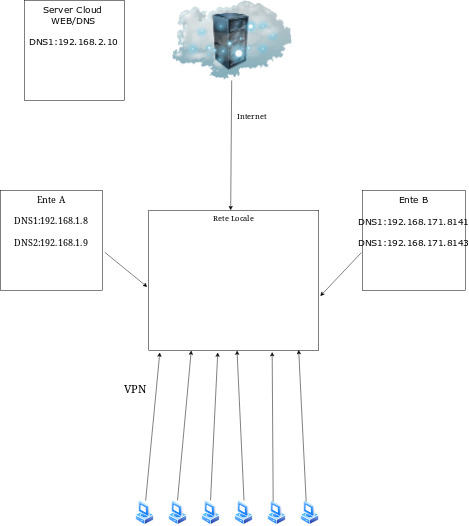 Server Cloud
WEB/DNS
DNS1:192.168.2.10
Internet
Ente A
DNS1:192.168.1.8
DNS2:192.168.1.9
Rete Locale
Ente B
DNS1:192.168.171.8141
DNS1:192.168.171.8143
VPN